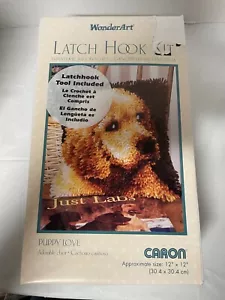 WonderArt
LATCH HOOK KIT
Latchhook
Tool Included
Le Crochet à
Clenche est
Compris
El Gancho de
Lengüeta es
Incluido
Just Labs
PUPPY LOVE
CARON
Approximate size: 12" x 12"
(30.4 x 30.4 cm)